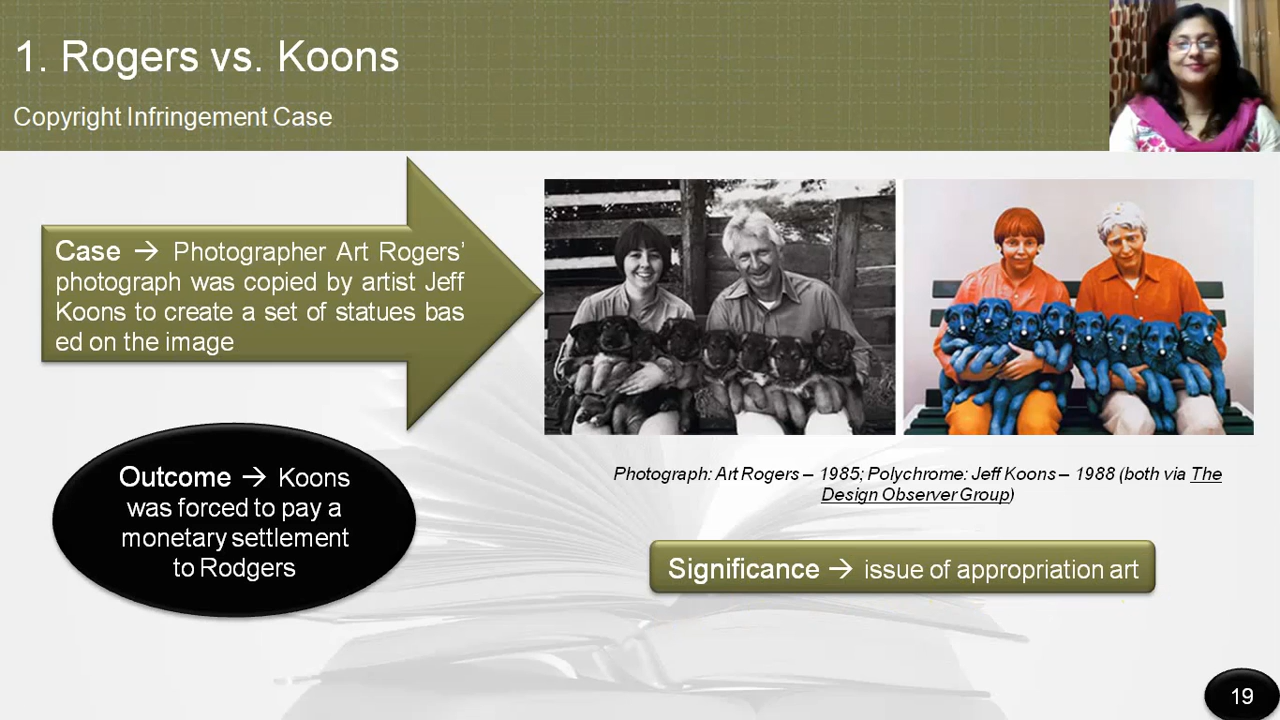 1. Rogers vs. Koons
Copyright Infringement Case
Case → Photographer Art Rogers’
photograph was copied by artist Jeff
Koons to create a set of statues bas
ed on the image
Outcome → Koons
was forced to pay a
monetary settlement
to Rodgers
Photograph: Art Rogers – 1985; Polychrome: Jeff Koons – 1988 (both via The
Design Observer Group)
Significance → issue of appropriation art
19